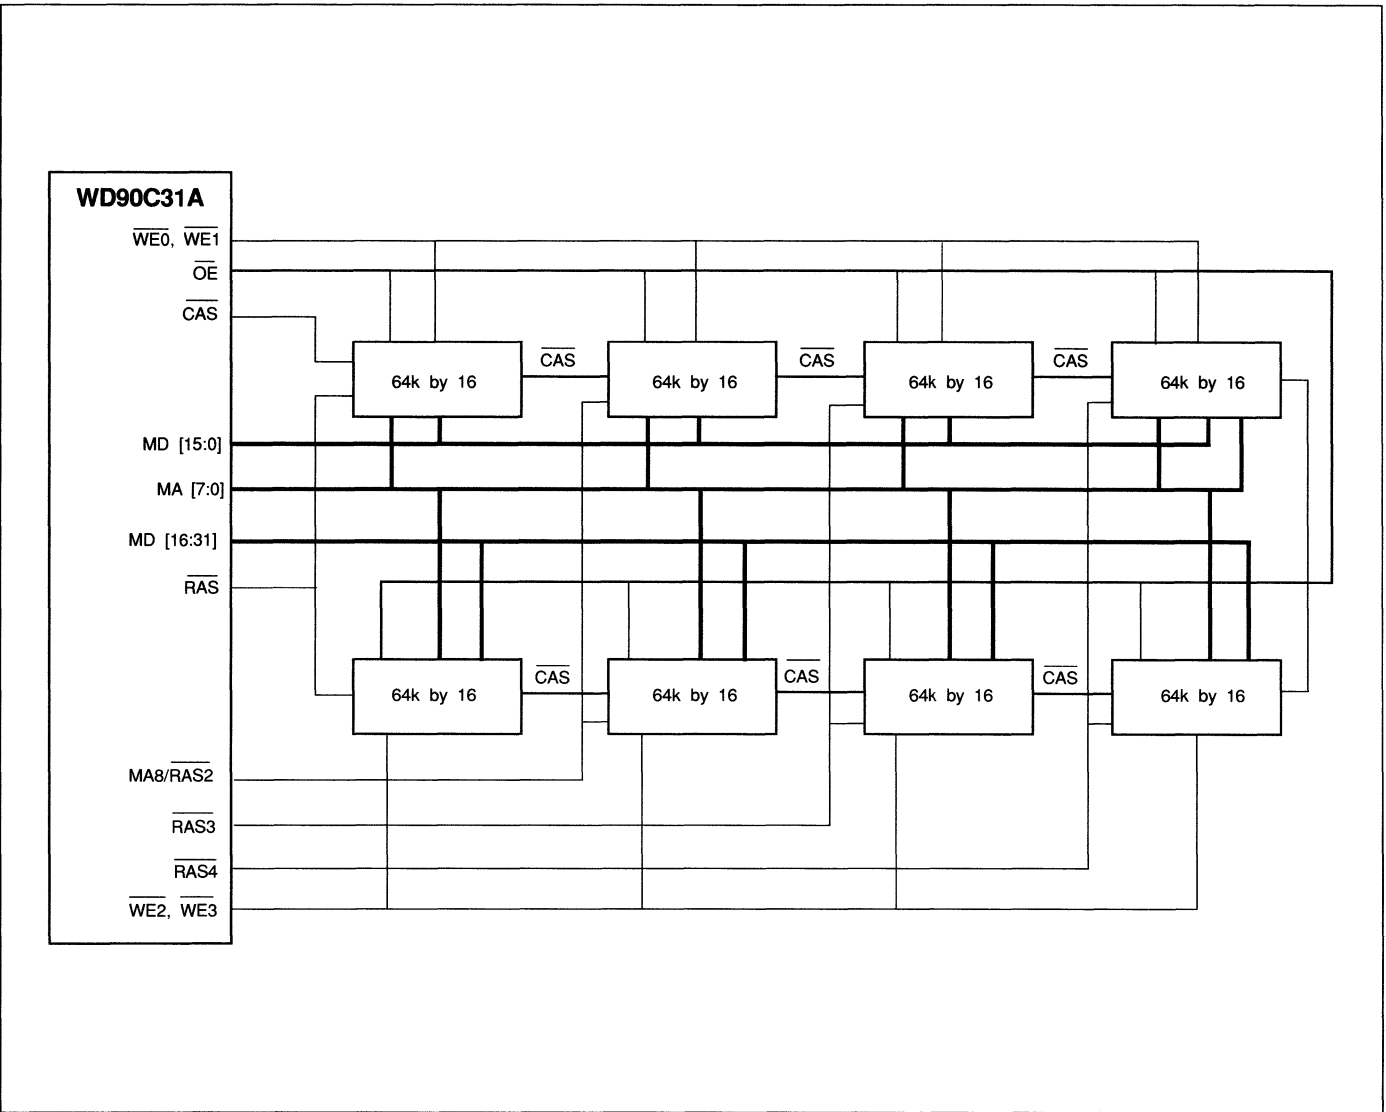 WD90C31A
WE0, WE1
OE
CAS
CAS CAS CAS
64k by 16 64k by 16 64k by 16 64k by 16
MD [15:0]
MA [7:0]
MD [16:31]
RAS
CAS CAS CAS
64k by 16 64k by 16 64k by 16 64k by 16
MA8/RAS2
RAS3
RAS4
WE2, WE3